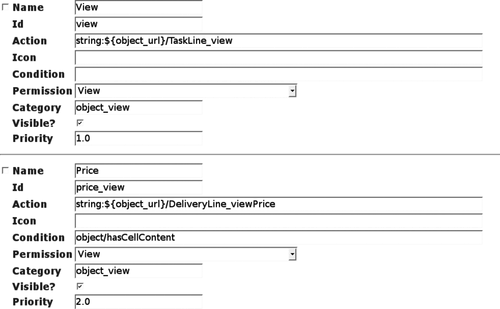 Name View
Id view
Action string:${object_url}/TaskLine_view
Icon
Condition
Permission View
Category object_view
Visible?
Priority 1.0
Name Price
Id price_view
Action string:${object_url}/DeliveryLine_viewPrice
Icon
Condition object/hasCellContent
Permission View
Category object_view
Visible?
Priority 2.0